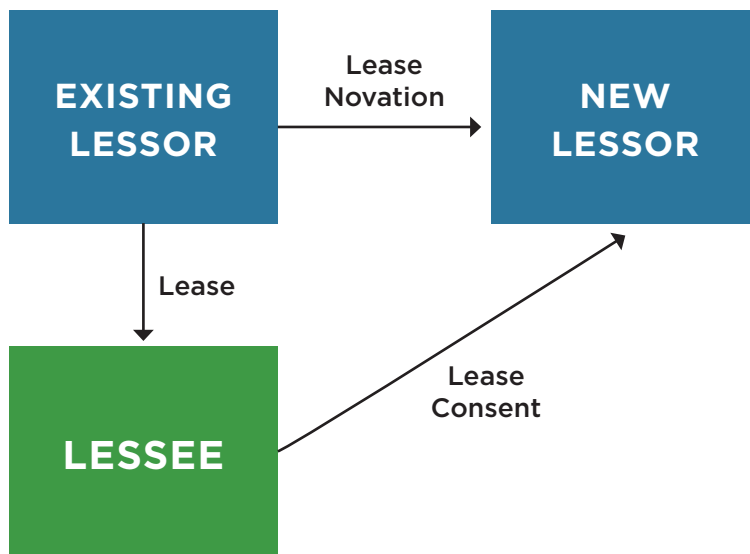 EXISTING
LESSOR
Lease
Novation
NEW
LESSOR
Lease
LESSEE
Lease
Consent